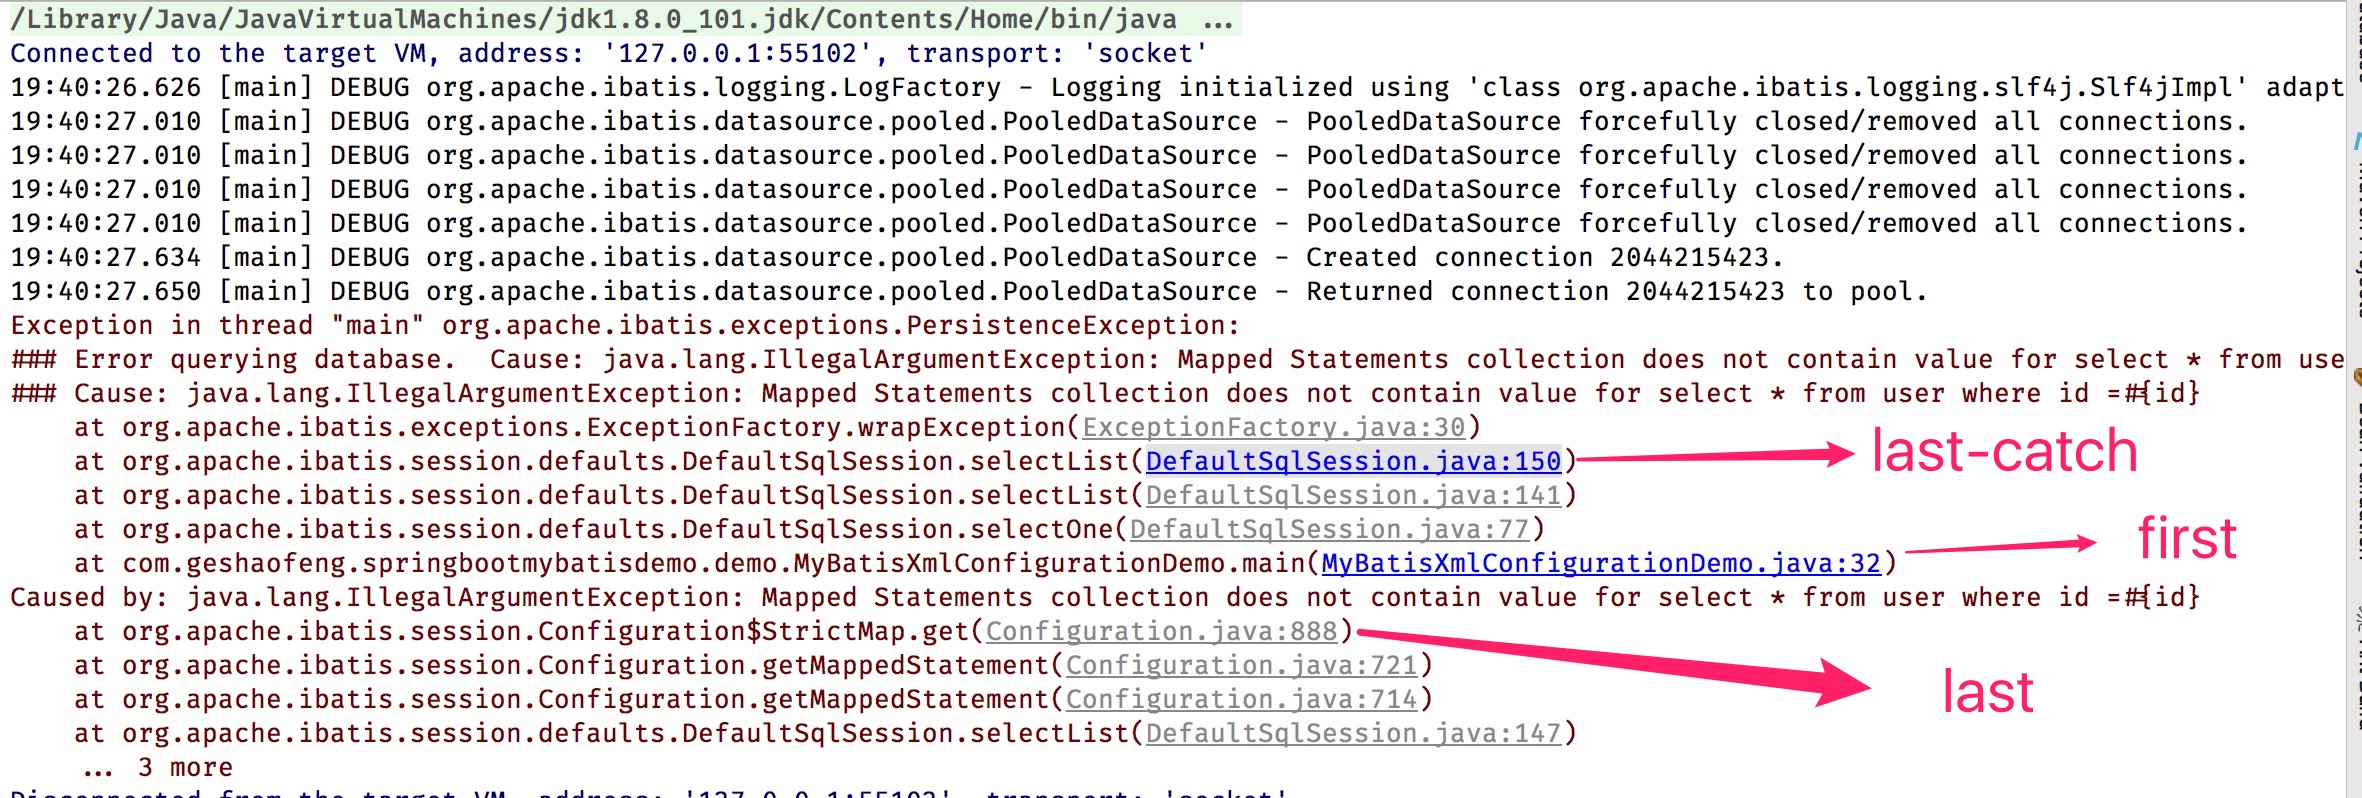 /Library/Java/JavaVirtualMachines/jdk1.8.0_101.jdk/Contents/Home/bin/java ...
Connected to the target VM, address: '127.0.0.1:55102', transport: 'socket'
19:40:26.626 [main] DEBUG org.apache.ibatis.logging.LogFactory - Logging initialized using 'class org.apache.ibatis.logging.slf4j.Slf4jImpl' adapt
19:40:27.010 [main] DEBUG org.apache.ibatis.datasource.pooled.PooledDataSource - PooledDataSource forcefully closed/removed all connections.
19:40:27.010 [main] DEBUG org.apache.ibatis.datasource.pooled.PooledDataSource - PooledDataSource forcefully closed/removed all connections.
19:40:27.010 [main] DEBUG org.apache.ibatis.datasource.pooled.PooledDataSource - PooledDataSource forcefully closed/removed all connections.
19:40:27.010 [main] DEBUG org.apache.ibatis.datasource.pooled.PooledDataSource - PooledDataSource forcefully closed/removed all connections.
19:40:27.634 [main] DEBUG org.apache.ibatis.datasource.pooled.PooledDataSource - Created connection 2044215423.
19:40:27.650 [main] DEBUG org.apache.ibatis.datasource.pooled.PooledDataSource - Returned connection 2044215423 to pool.
Exception in thread "main" org.apache.ibatis.exceptions.PersistenceException:
### Error querying database.  Cause: java.lang.IllegalArgumentException: Mapped Statements collection does not contain value for select * from use
### Cause: java.lang.IllegalArgumentException: Mapped Statements collection does not contain value for select * from user where id =#{id}
at org.apache.ibatis.exceptions.ExceptionFactory.wrapException(ExceptionFactory.java:30)
at org.apache.ibatis.session.defaults.DefaultSqlSession.selectList(DefaultSqlSession.java:150) last-catch
at org.apache.ibatis.session.defaults.DefaultSqlSession.selectList(DefaultSqlSession.java:141)
at org.apache.ibatis.session.defaults.DefaultSqlSession.selectOne(DefaultSqlSession.java:77)
at com.geshaofeng.springbootmybatisdemo.demo.MyBatisXmlConfigurationDemo.main(MyBatisXmlConfigurationDemo.java:32) first
Caused by: java.lang.IllegalArgumentException: Mapped Statements collection does not contain value for select * from user where id =#{id}
at org.apache.ibatis.session.Configuration$StrictMap.get(Configuration.java:888)
at org.apache.ibatis.session.Configuration.getMappedStatement(Configuration.java:721)
at org.apache.ibatis.session.Configuration.getMappedStatement(Configuration.java:714) last
at org.apache.ibatis.session.defaults.DefaultSqlSession.selectList(DefaultSqlSession.java:147)
... 3 more
Disconnected from the target VM, address: '127.0.0.1:55102', transport: 'socket'